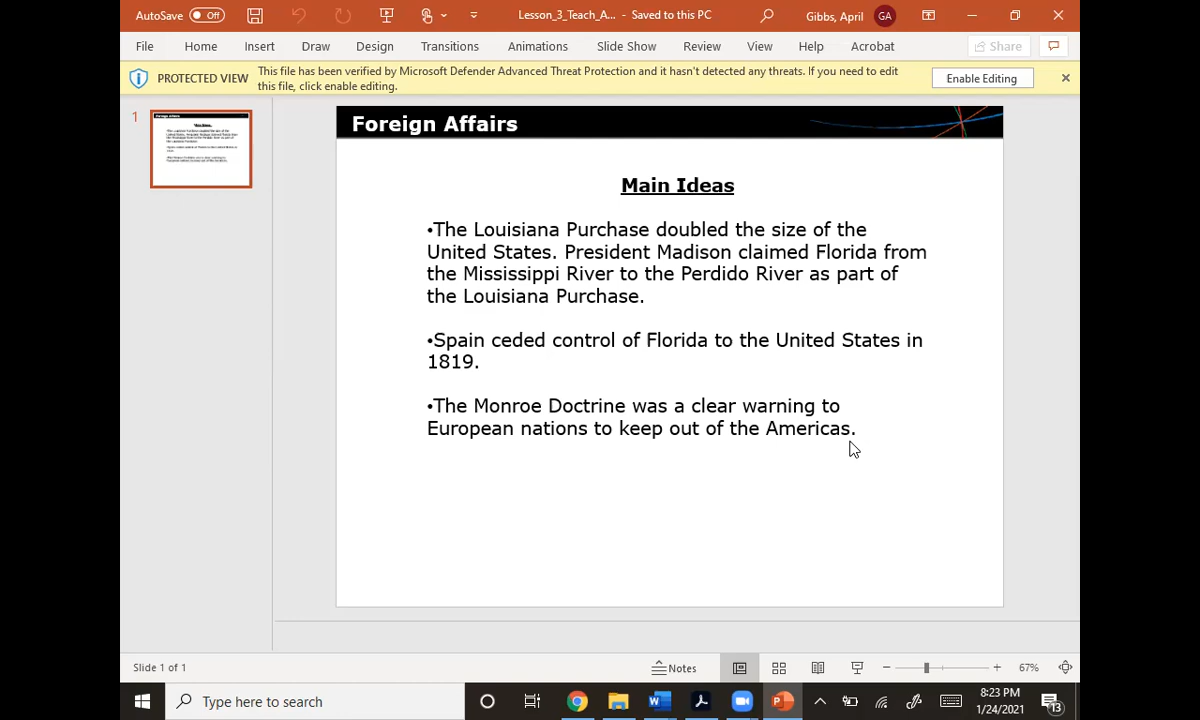 AutoSave Off Lesson_3_Teach_A... - Saved to this PC Gibbs, April GA
File Home Insert Draw Design Transitions Animations Slide Show Review View Help Acrobat Share
PROTECTED VIEW This file has been verified by Microsoft Defender Advanced Threat Protection and it hasn't detected any threats. If you need to edit
this file, click enable editing.
Enable Editing
1
Foreign Affairs
Main Ideas
•The Louisiana Purchase doubled the size of the
United States. President Madison claimed Florida from
the Mississippi River to the Perdido River as part of
the Louisiana Purchase.
•Spain ceded control of Florida to the United States in
1819.
•The Monroe Doctrine was a clear warning to
European nations to keep out of the Americas.
Slide 1 of 1 Notes 67%
Type here to search
8:23 PM
1/24/2021
13